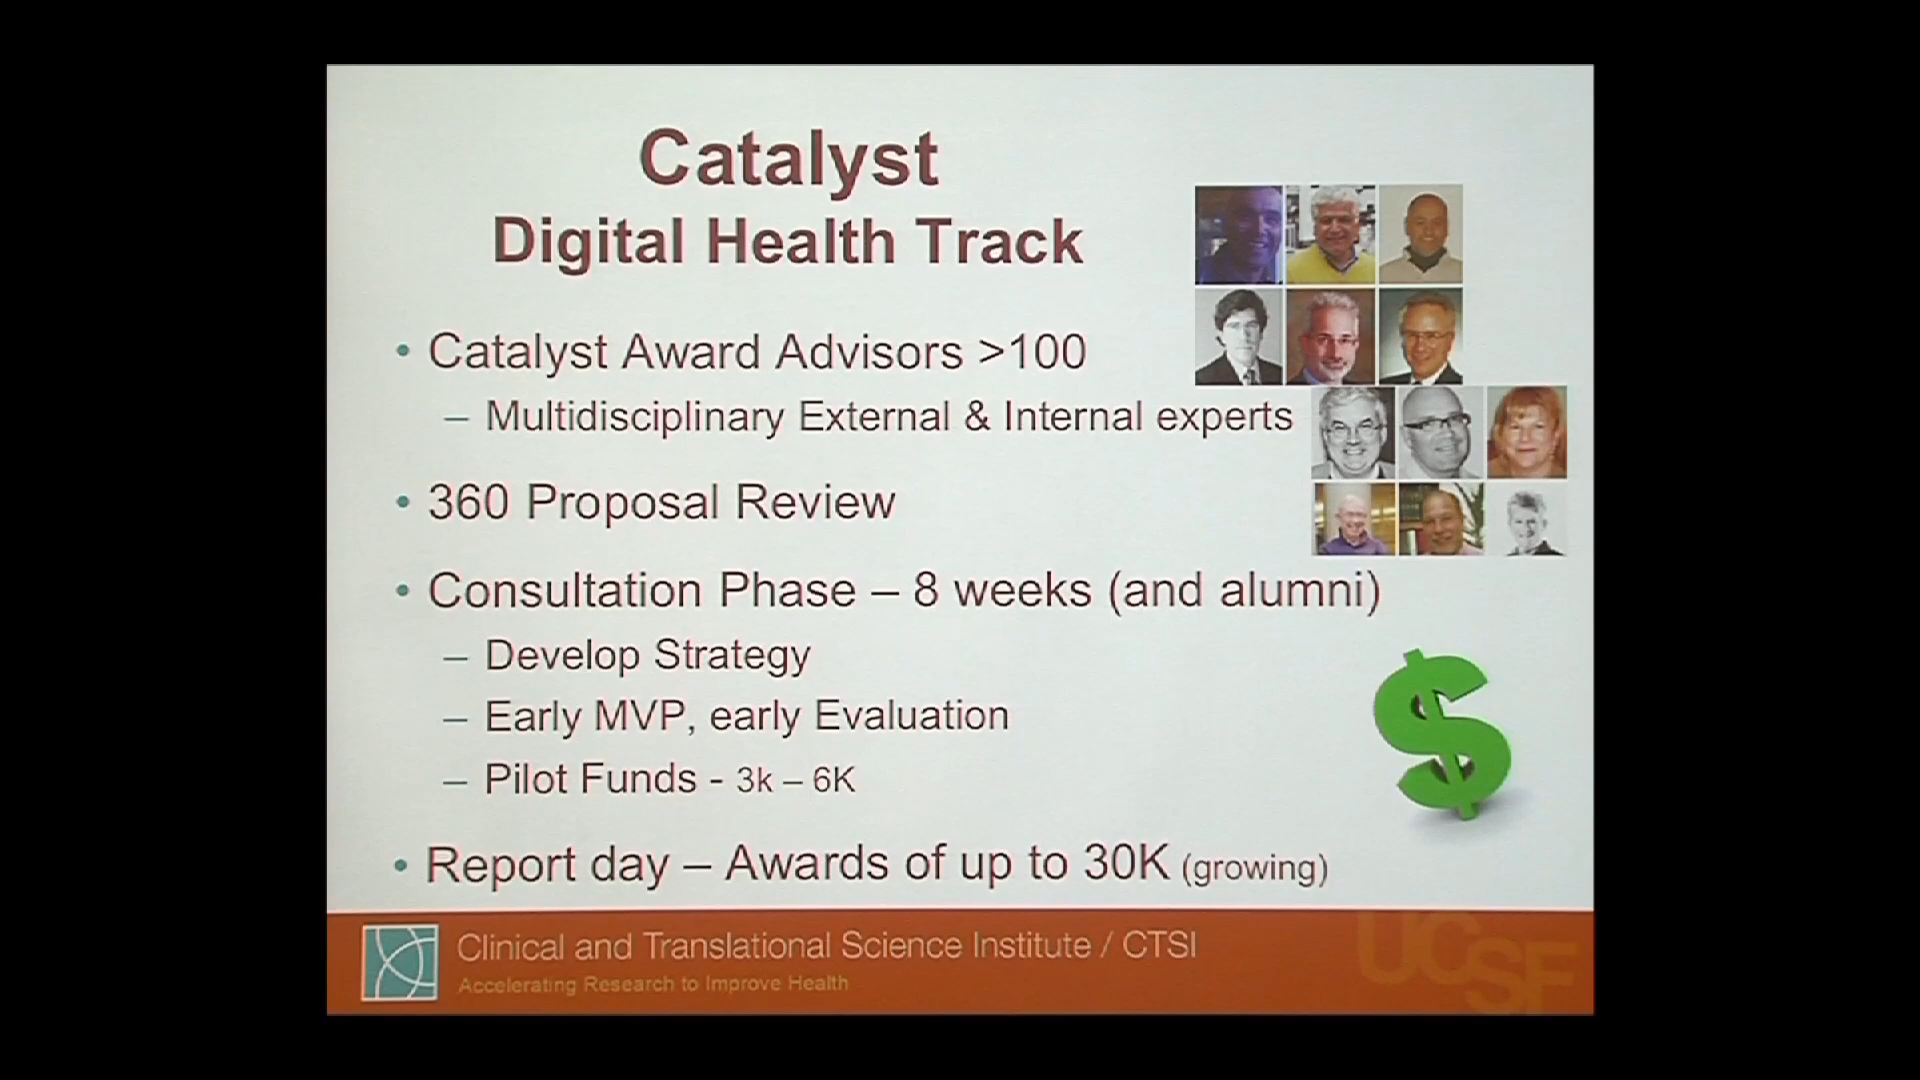 Catalyst
Digital Health Track
• Catalyst Award Advisors >100
– Multidisciplinary External & Internal experts
• 360 Proposal Review
• Consultation Phase – 8 weeks (and alumni)
– Develop Strategy
– Early MVP, early Evaluation
– Pilot Funds - 3k – 6K
• Report day – Awards of up to 30K (growing)
Clinical and Translational Science Institute / CTSI
Accelerating Research to Improve Health
UCSF